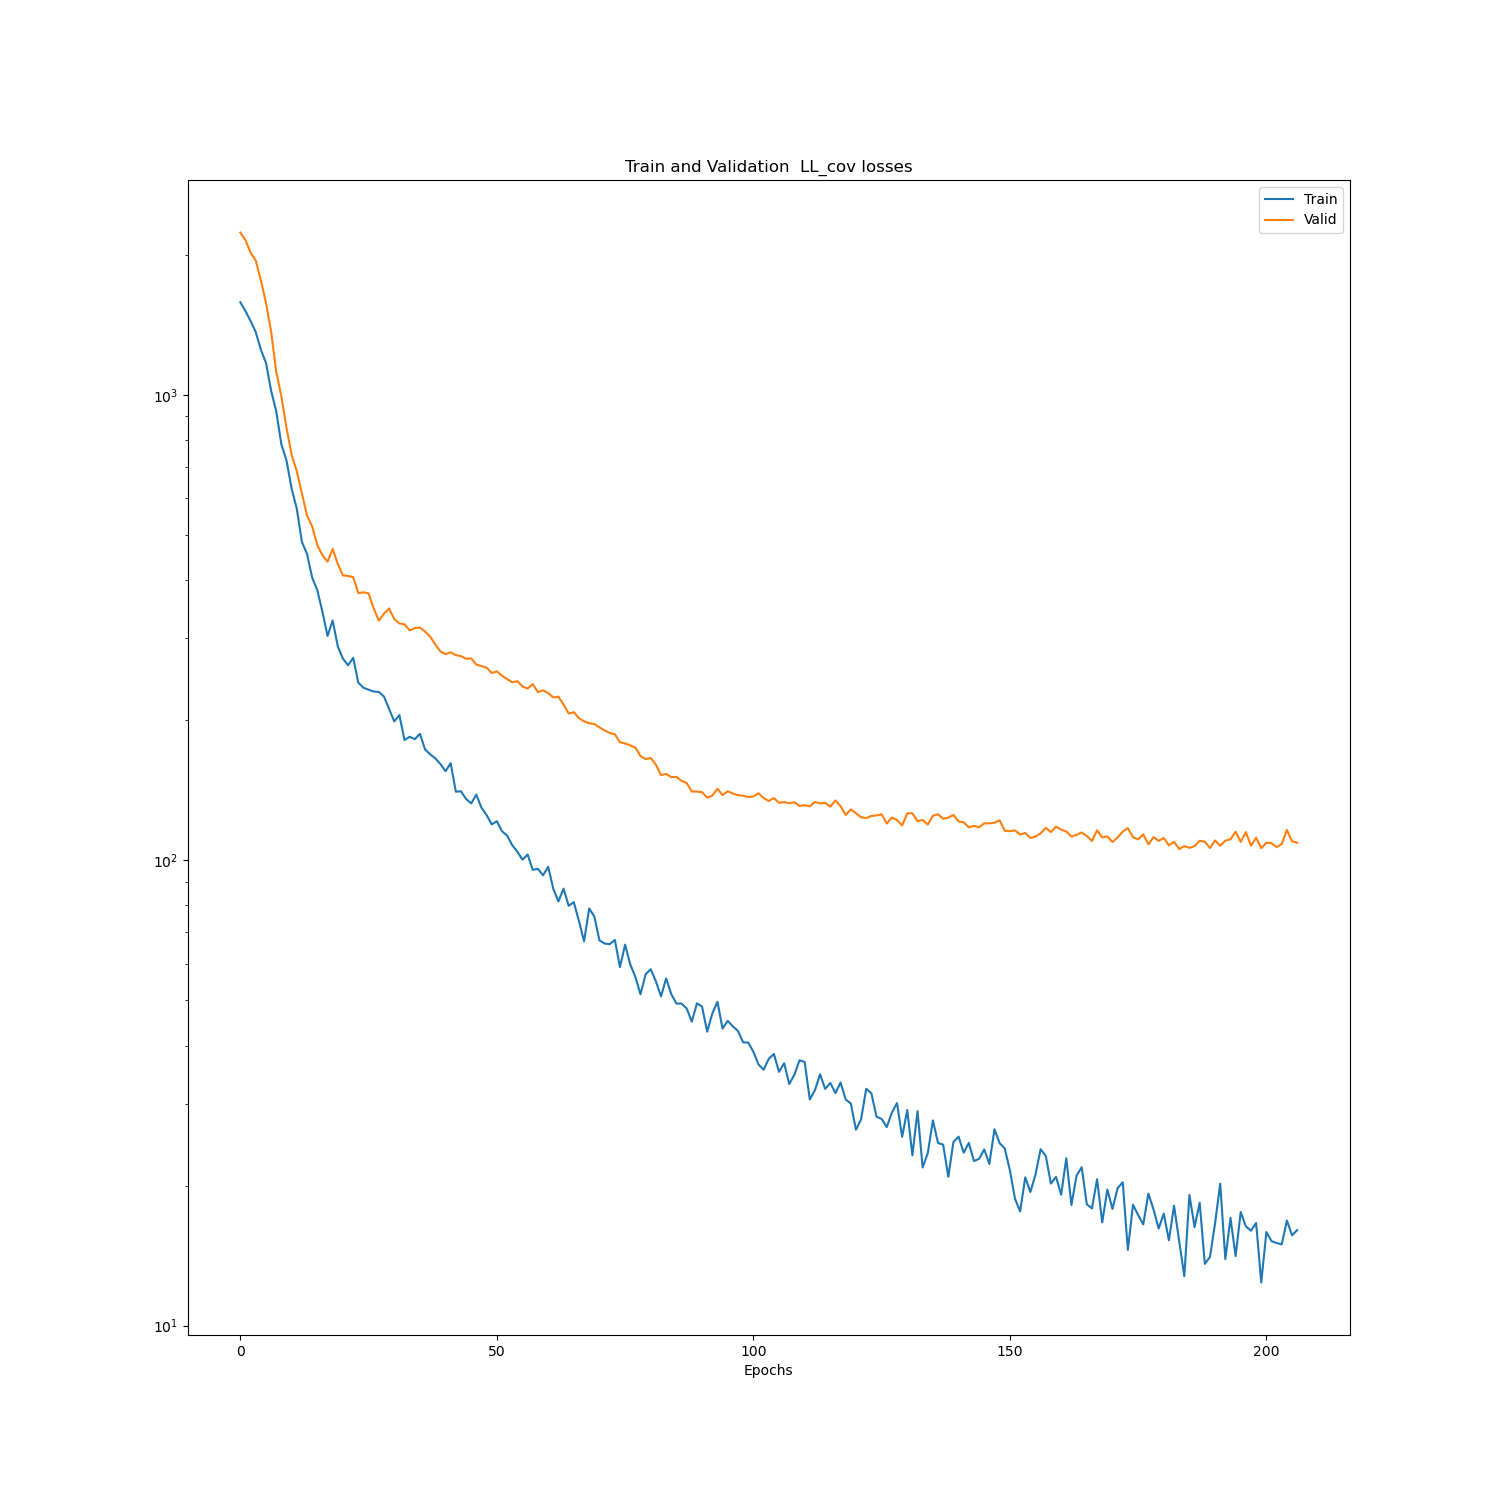 Train and Validation  LL_cov losses
Train
Valid
10³
10²
10¹
0 50 100 150 200
Epochs